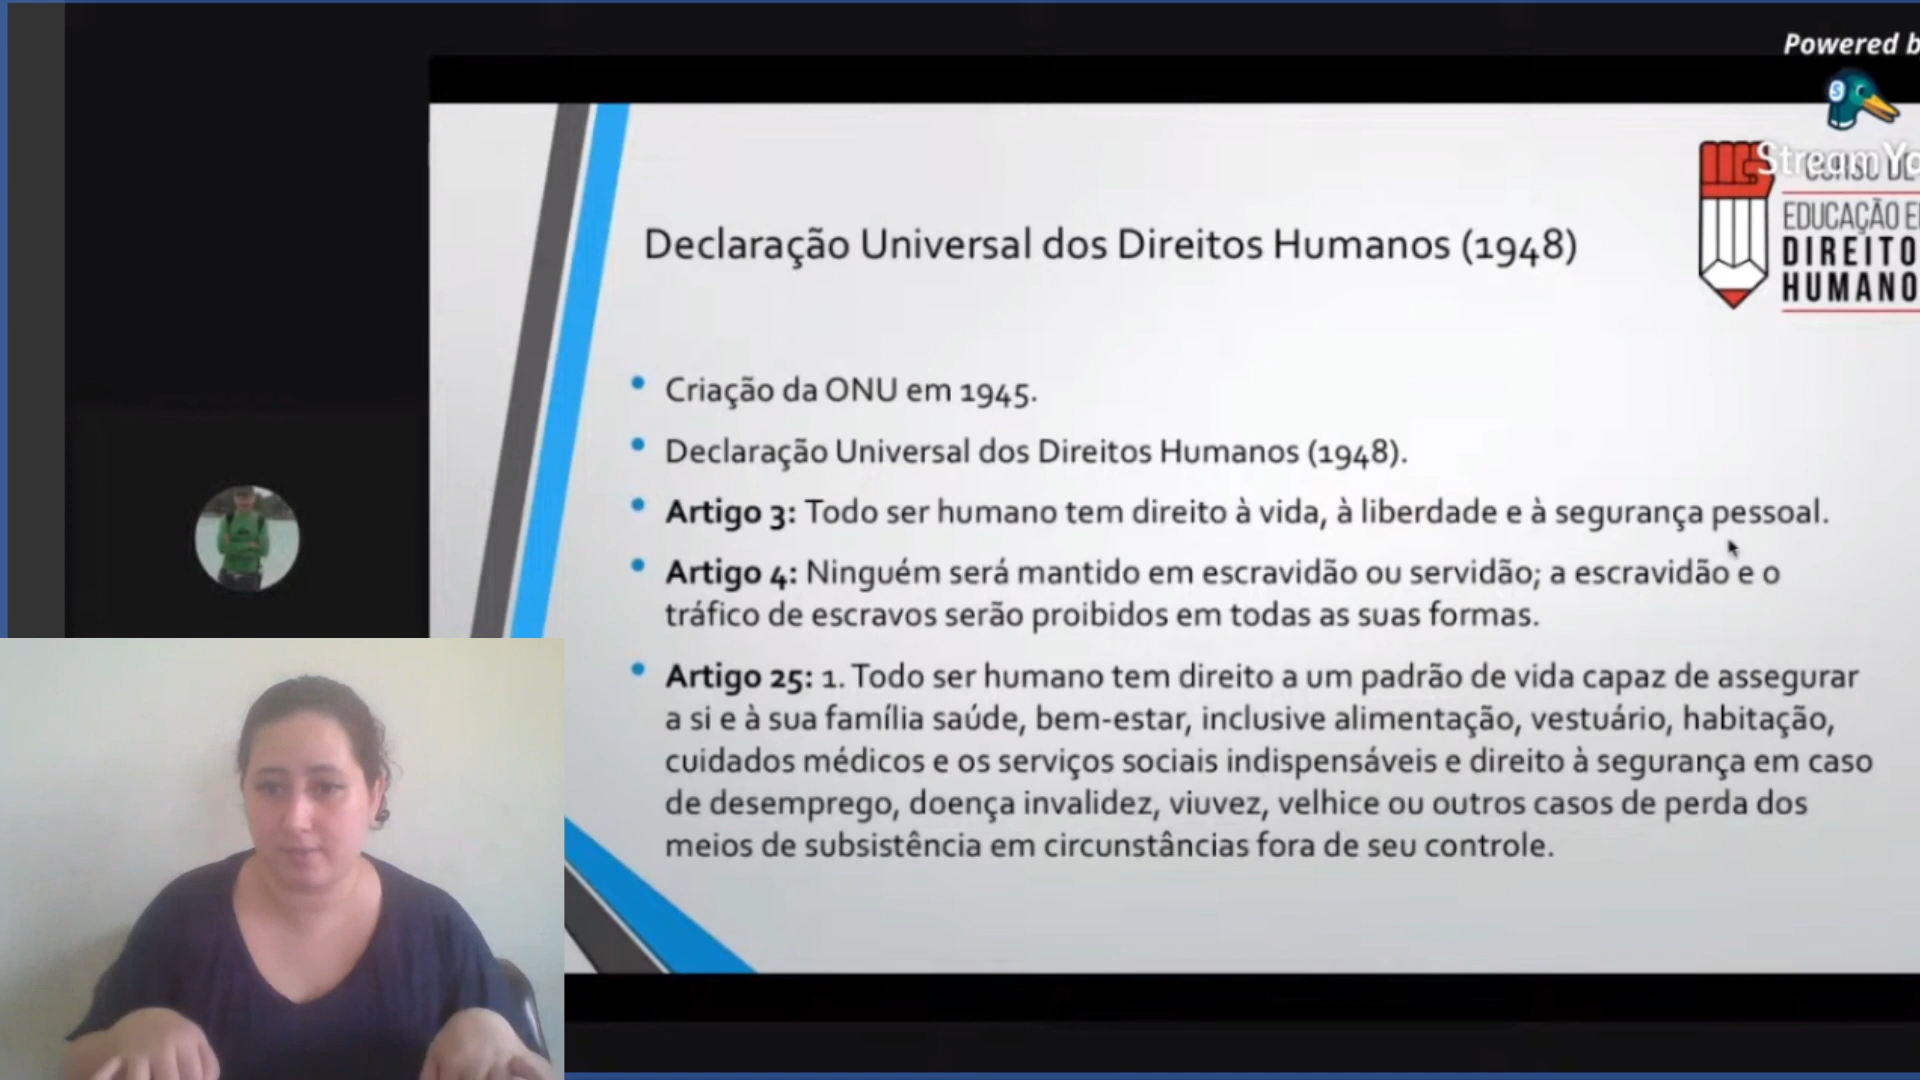 Powered b
StreamYa
CURSO DE
EDUCAÇÃO E
DIREITO
HUMANO
Declaração Universal dos Direitos Humanos (1948)
Criação da ONU em 1945.
Declaração Universal dos Direitos Humanos (1948).
Artigo 3: Todo ser humano tem direito à vida, à liberdade e à segurança pessoal.
Artigo 4: Ninguém será mantido em escravidão ou servidão; a escravidão e o
tráfico de escravos serão proibidos em todas as suas formas.
Artigo 25: 1. Todo ser humano tem direito a um padrão de vida capaz de assegurar
a si e à sua família saúde, bem-estar, inclusive alimentação, vestuário, habitação,
cuidados médicos e os serviços sociais indispensáveis e direito à segurança em caso
de desemprego, doença invalidez, viuvez, velhice ou outros casos de perda dos
meios de subsistência em circunstâncias fora de seu controle.